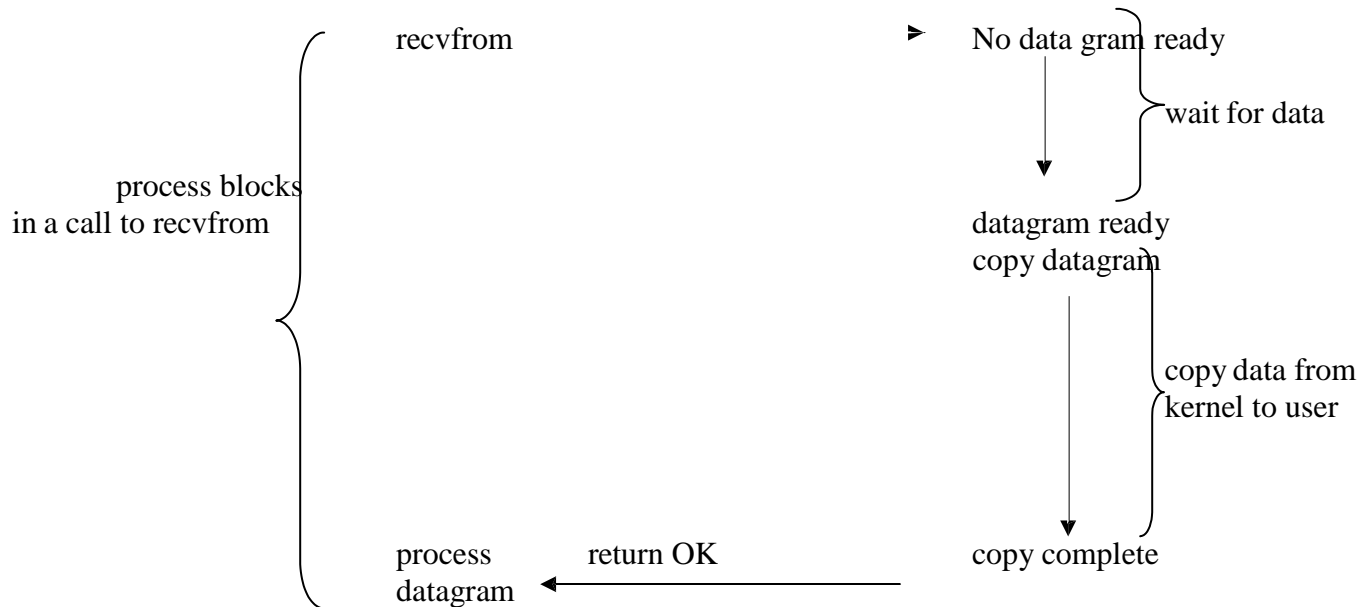 recvfrom
No data gram ready
wait for data
process blocks
in a call to recvfrom
datagram ready
copy datagram
copy data from
kernel to user
process
datagram
return OK
copy complete